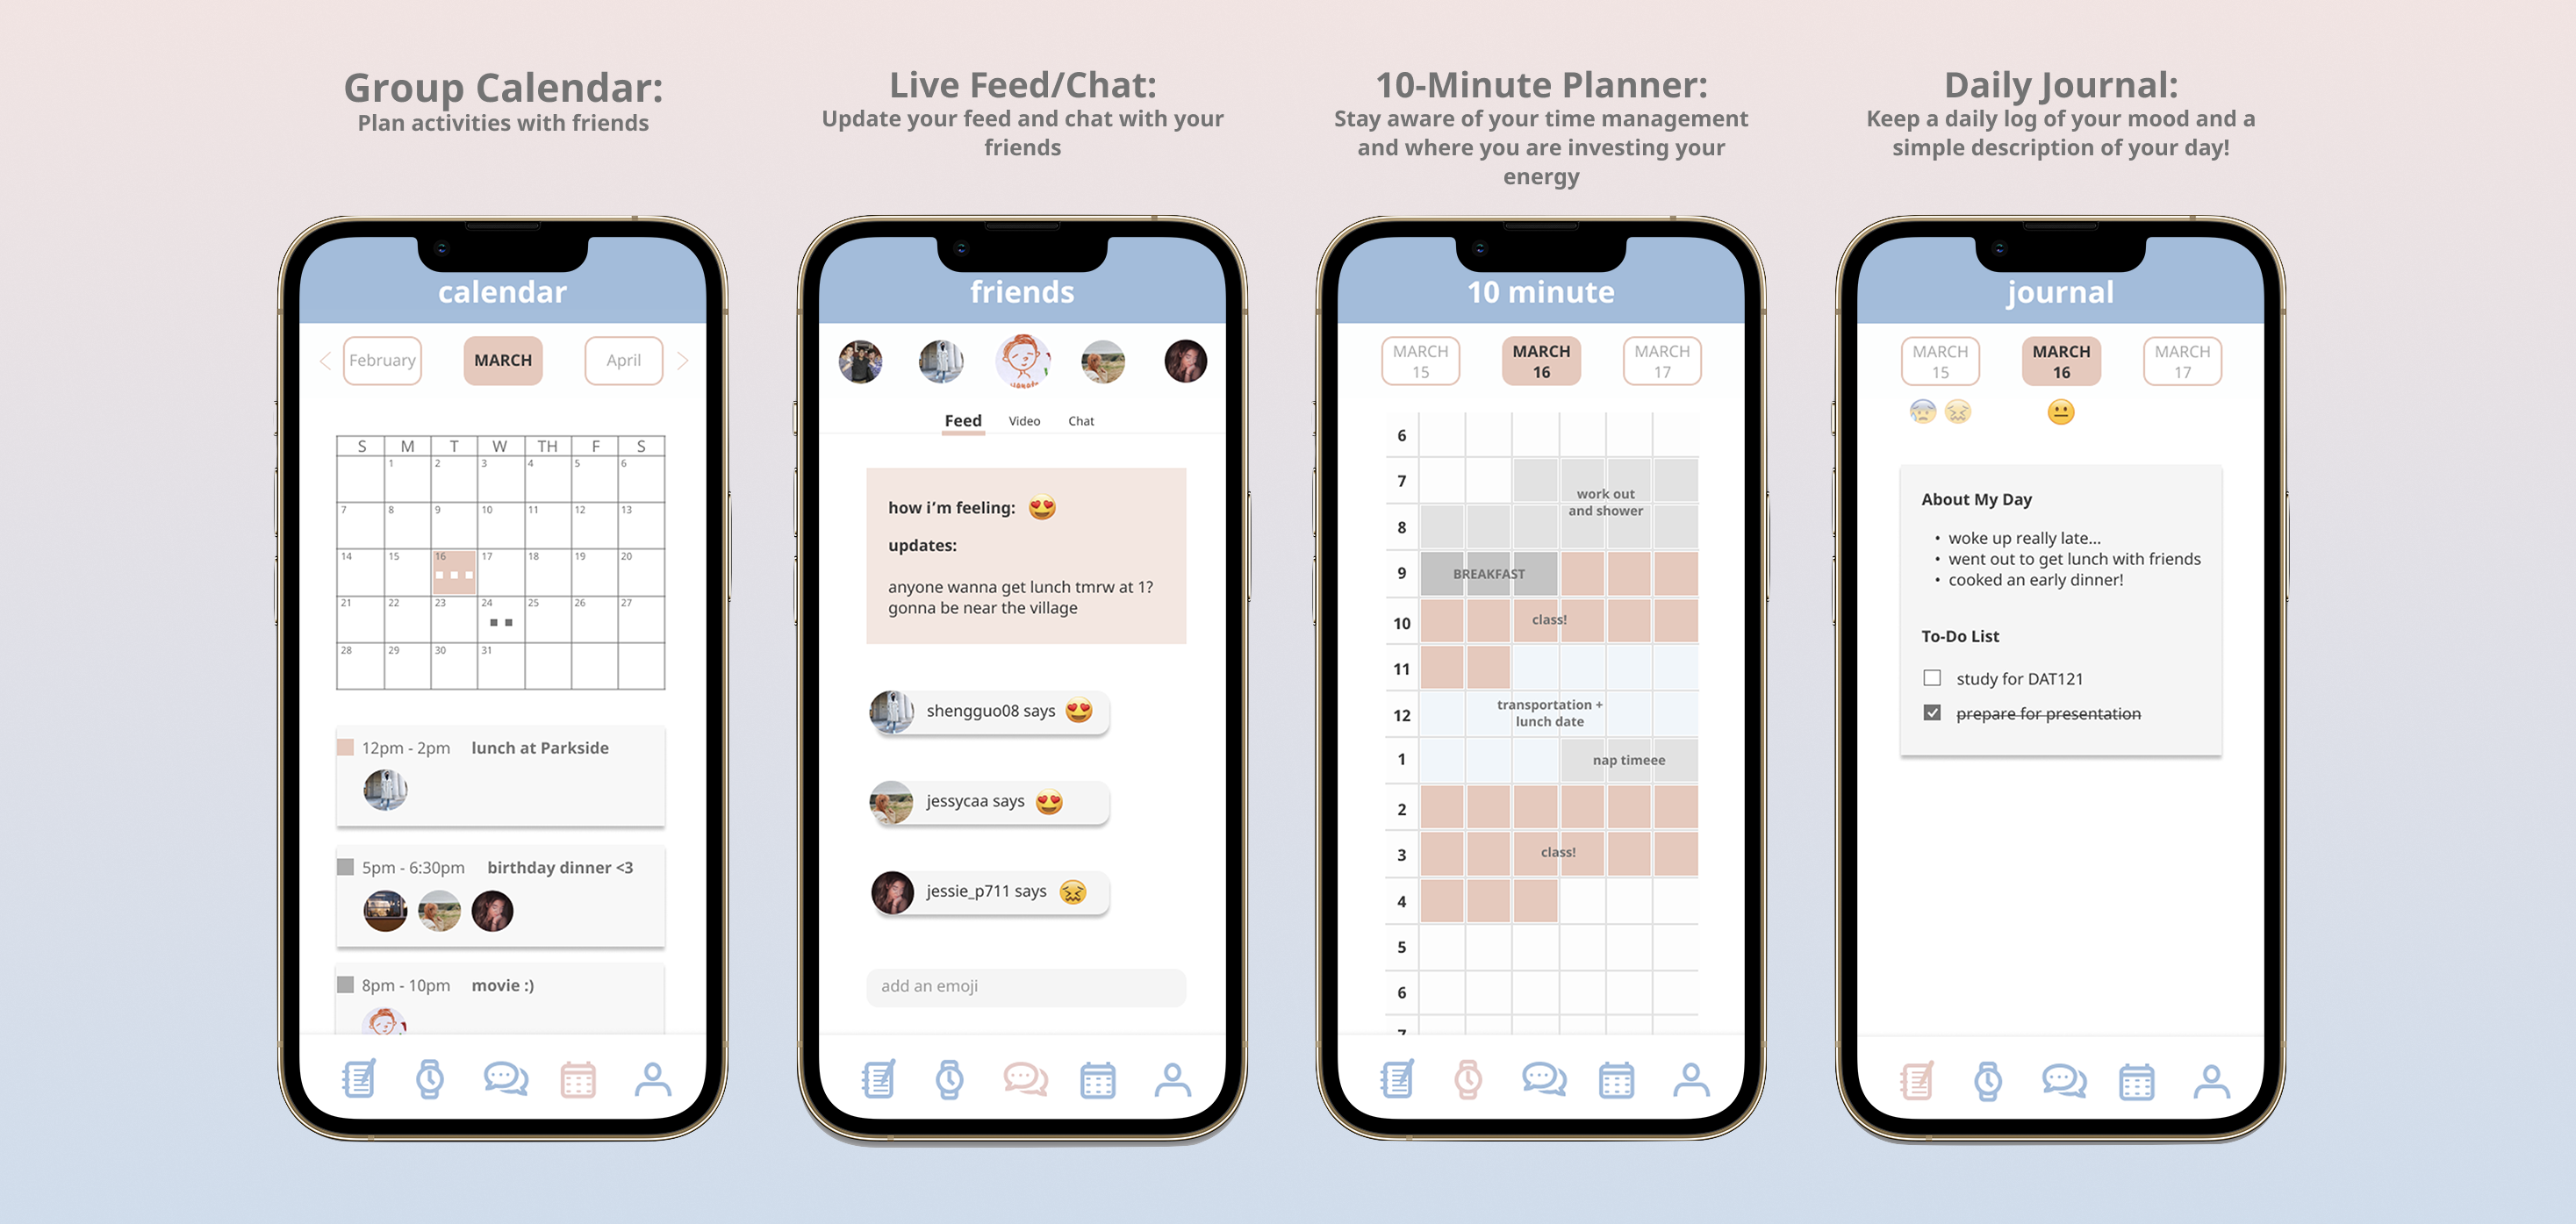 Group Calendar:
Plan activities with friends
Live Feed/Chat:
Update your feed and chat with your
friends
10-Minute Planner:
Stay aware of your time management
and where you are investing your
energy
Daily Journal:
Keep a daily log of your mood and a
simple description of your day!
calendar
February
MARCH
April
S M T W TH F S
1 2 3 4 5 6
7 8 9 10 11 12 13
14 15 16 17 18 19 20
21 22 23 24 25 26 27
28 29 30 31
12pm - 2pm lunch at Parkside
5pm - 6:30pm birthday dinner <3
8pm - 10pm movie :)
friends
Feed Video Chat
how i'm feeling: 😍
updates:
anyone wanna get lunch tmrw at 1?
gonna be near the village
shengguo08 says 😍
jessycaa says 😍
jessie_p711 says 😖
add an emoji
10 minute
MARCH
15
MARCH
16
MARCH
17
6
7
work out
and shower
8
9 BREAKFAST
10 class!
11
transportation +
12
lunch date
1 nap timeee
2
3 class!
4
5
6
7
journal
MARCH
15
MARCH
16
MARCH
17
About My Day
• woke up really late...
• went out to get lunch with friends
• cooked an early dinner!
To-Do List
study for DAT121
prepare for presentation